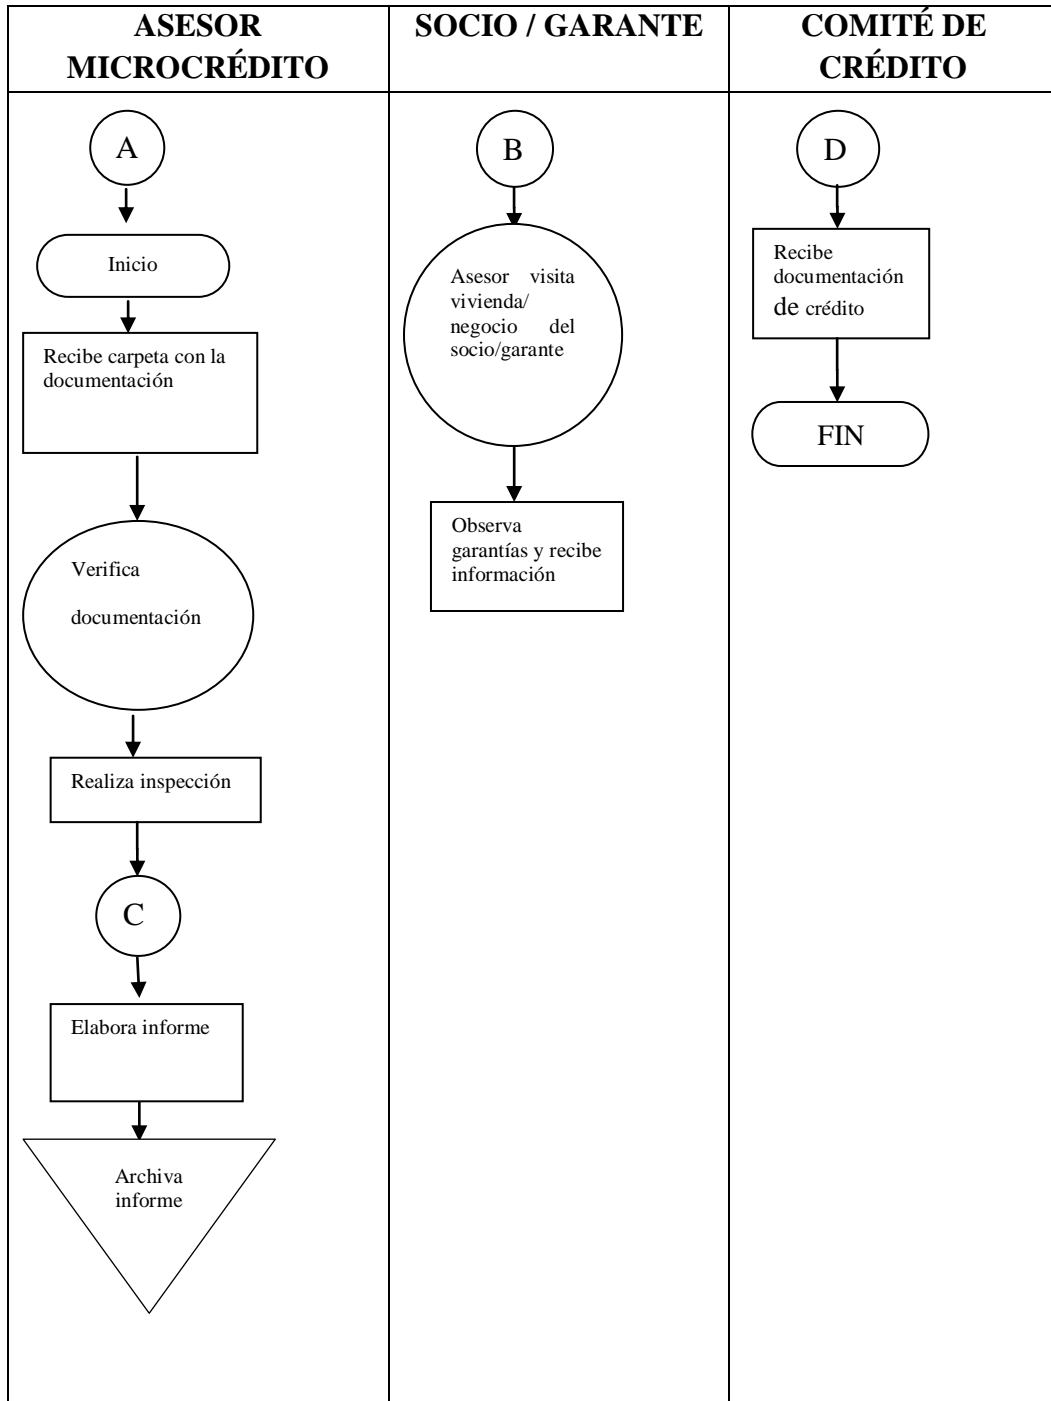 ASESOR
MICROCRÉDITO
SOCIO / GARANTE
COMITÉ DE
CRÉDITO
A
Inicio
Recibe carpeta con la
documentación
Verifica
documentación
Realiza inspección
C
Elabora informe
Archiva
informe
B
Asesor visita
vivienda/
negocio del
socio/garante
Observa
garantías y recibe
información
D
Recibe
documentación
de crédito
FIN